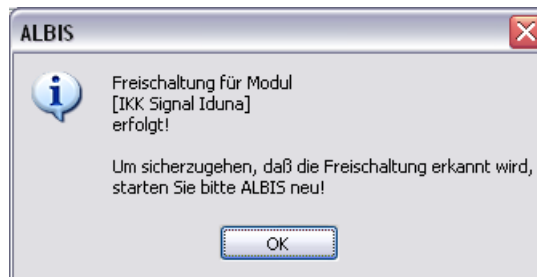 ALBIS
Freischaltung für Modul
[IKK Signal Iduna]
erfolgt!
Um sicherzugehen, daß die Freischaltung erkannt wird,
starten Sie bitte ALBIS neu!
OK